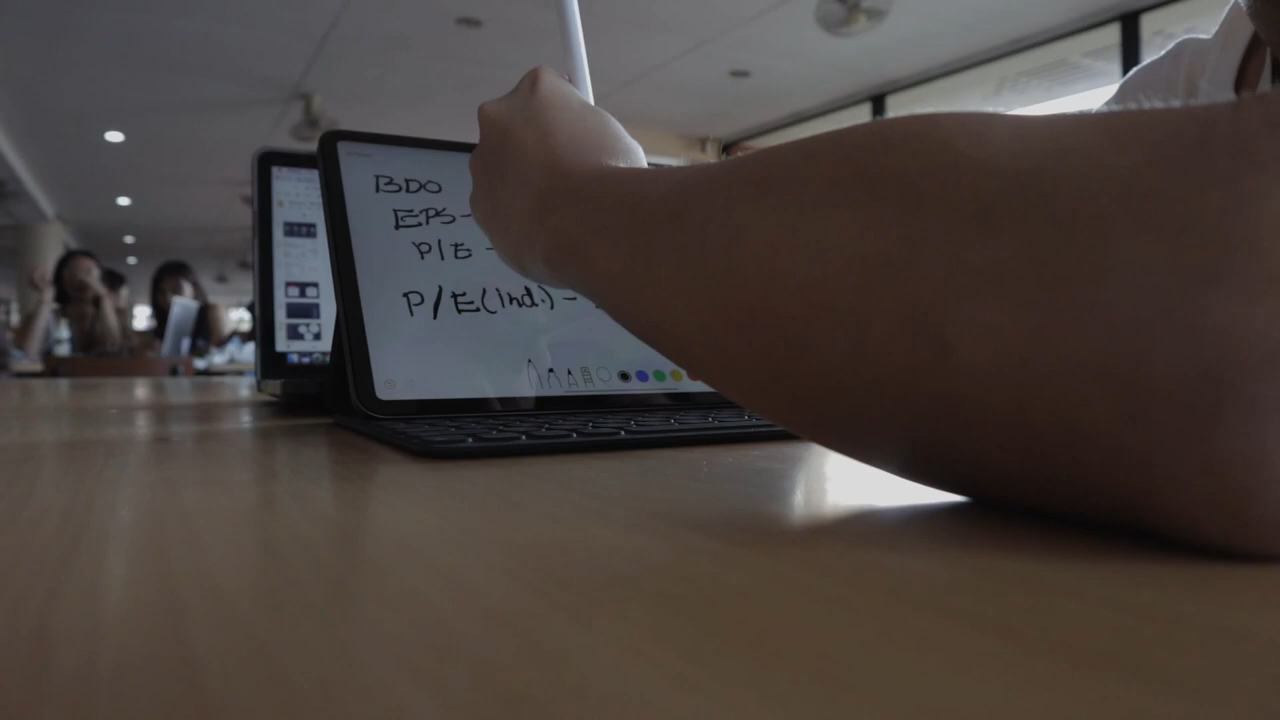 BDO
EPS-
P/E -
P/E (Ind.) -